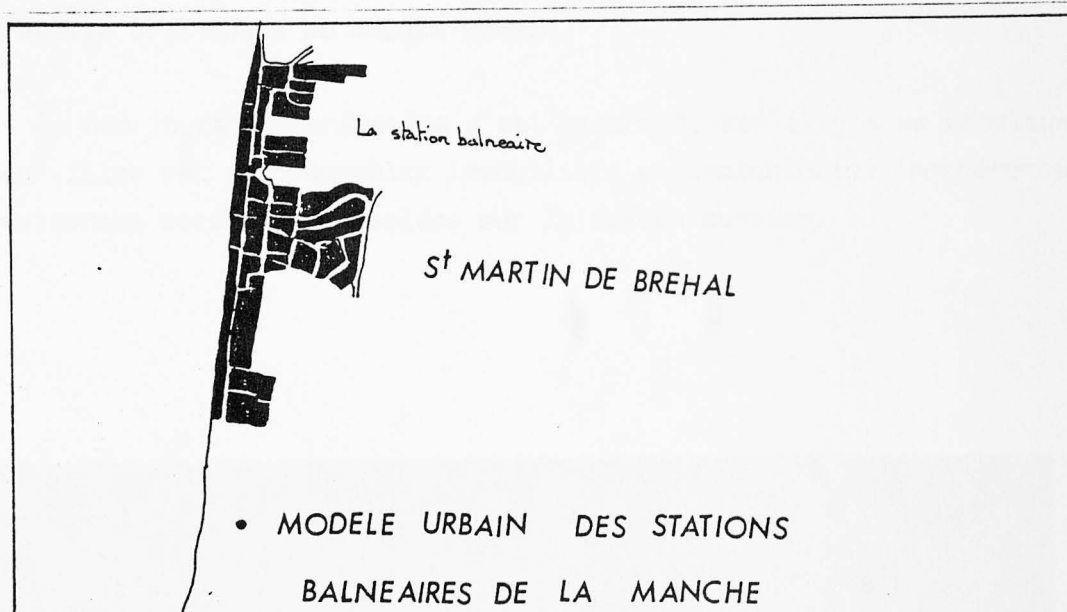 La station balneaire
St MARTIN DE BREHAL
• MODELE URBAIN DES STATIONS
BALNEAIRES DE LA MANCHE